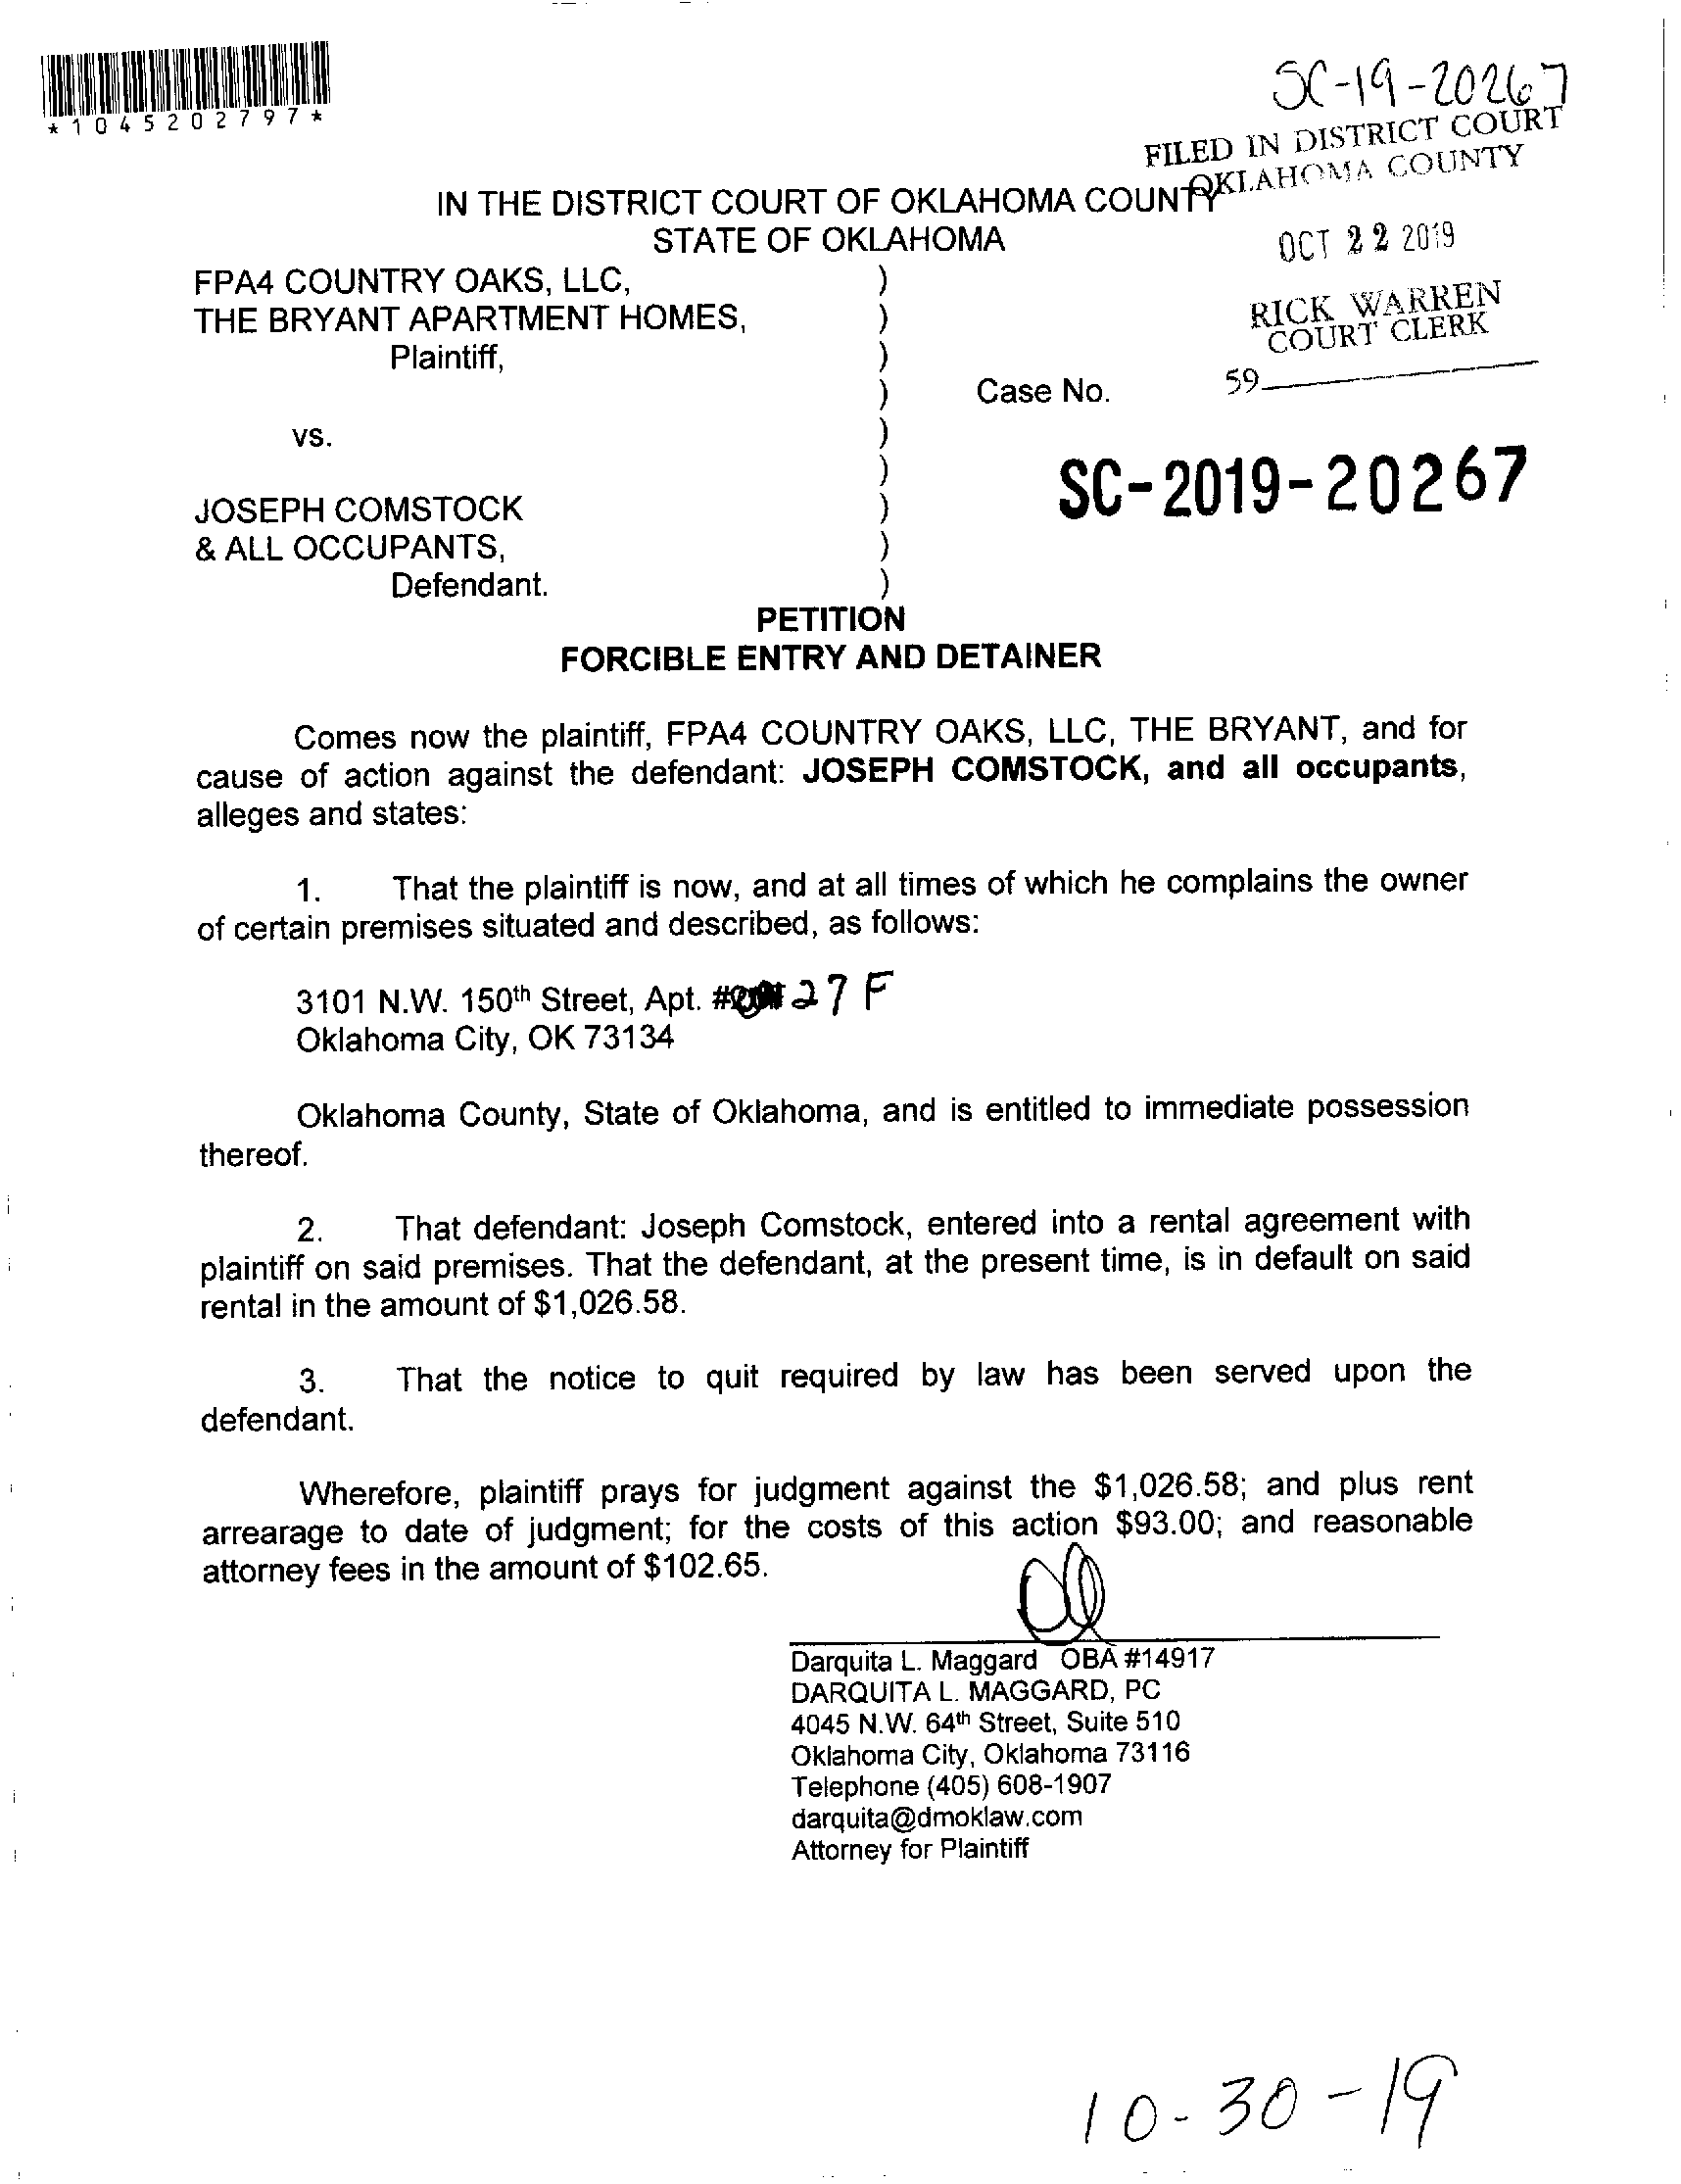 *1045202797*
SC-19-20267
FILED IN DISTRICT COURT
OKLAHOMA COUNTY
IN THE DISTRICT COURT OF OKLAHOMA COUNTY
STATE OF OKLAHOMA
OCT 22 2019
FPA4 COUNTRY OAKS, LLC, )
THE BRYANT APARTMENT HOMES, )
RICK WARREN
COURT CLERK
Plaintiff, )
) Case No.
59
vs. )
)
SC-2019-20267
JOSEPH COMSTOCK )
& ALL OCCUPANTS, )
Defendant. )
PETITION
FORCIBLE ENTRY AND DETAINER
Comes now the plaintiff, FPA4 COUNTRY OAKS, LLC, THE BRYANT, and for
cause of action against the defendant: JOSEPH COMSTOCK, and all occupants,
alleges and states:
1. That the plaintiff is now, and at all times of which he complains the owner
of certain premises situated and described, as follows:
3101 N.W. 150th Street, Apt. # 27 F
Oklahoma City, OK 73134
Oklahoma County, State of Oklahoma, and is entitled to immediate possession
thereof.
2. That defendant: Joseph Comstock, entered into a rental agreement with
plaintiff on said premises. That the defendant, at the present time, is in default on said
rental in the amount of $1,026.58.
3. That the notice to quit required by law has been served upon the
defendant.
Wherefore, plaintiff prays for judgment against the $1,026.58; and plus rent
arrearage to date of judgment; for the costs of this action $93.00; and reasonable
attorney fees in the amount of $102.65.
Darquita L. Maggard OBA #14917
DARQUITA L. MAGGARD, PC
4045 N.W. 64th Street, Suite 510
Oklahoma City, Oklahoma 73116
Telephone (405) 608-1907
darquita@dmoklaw.com
Attorney for Plaintiff
10-30-19